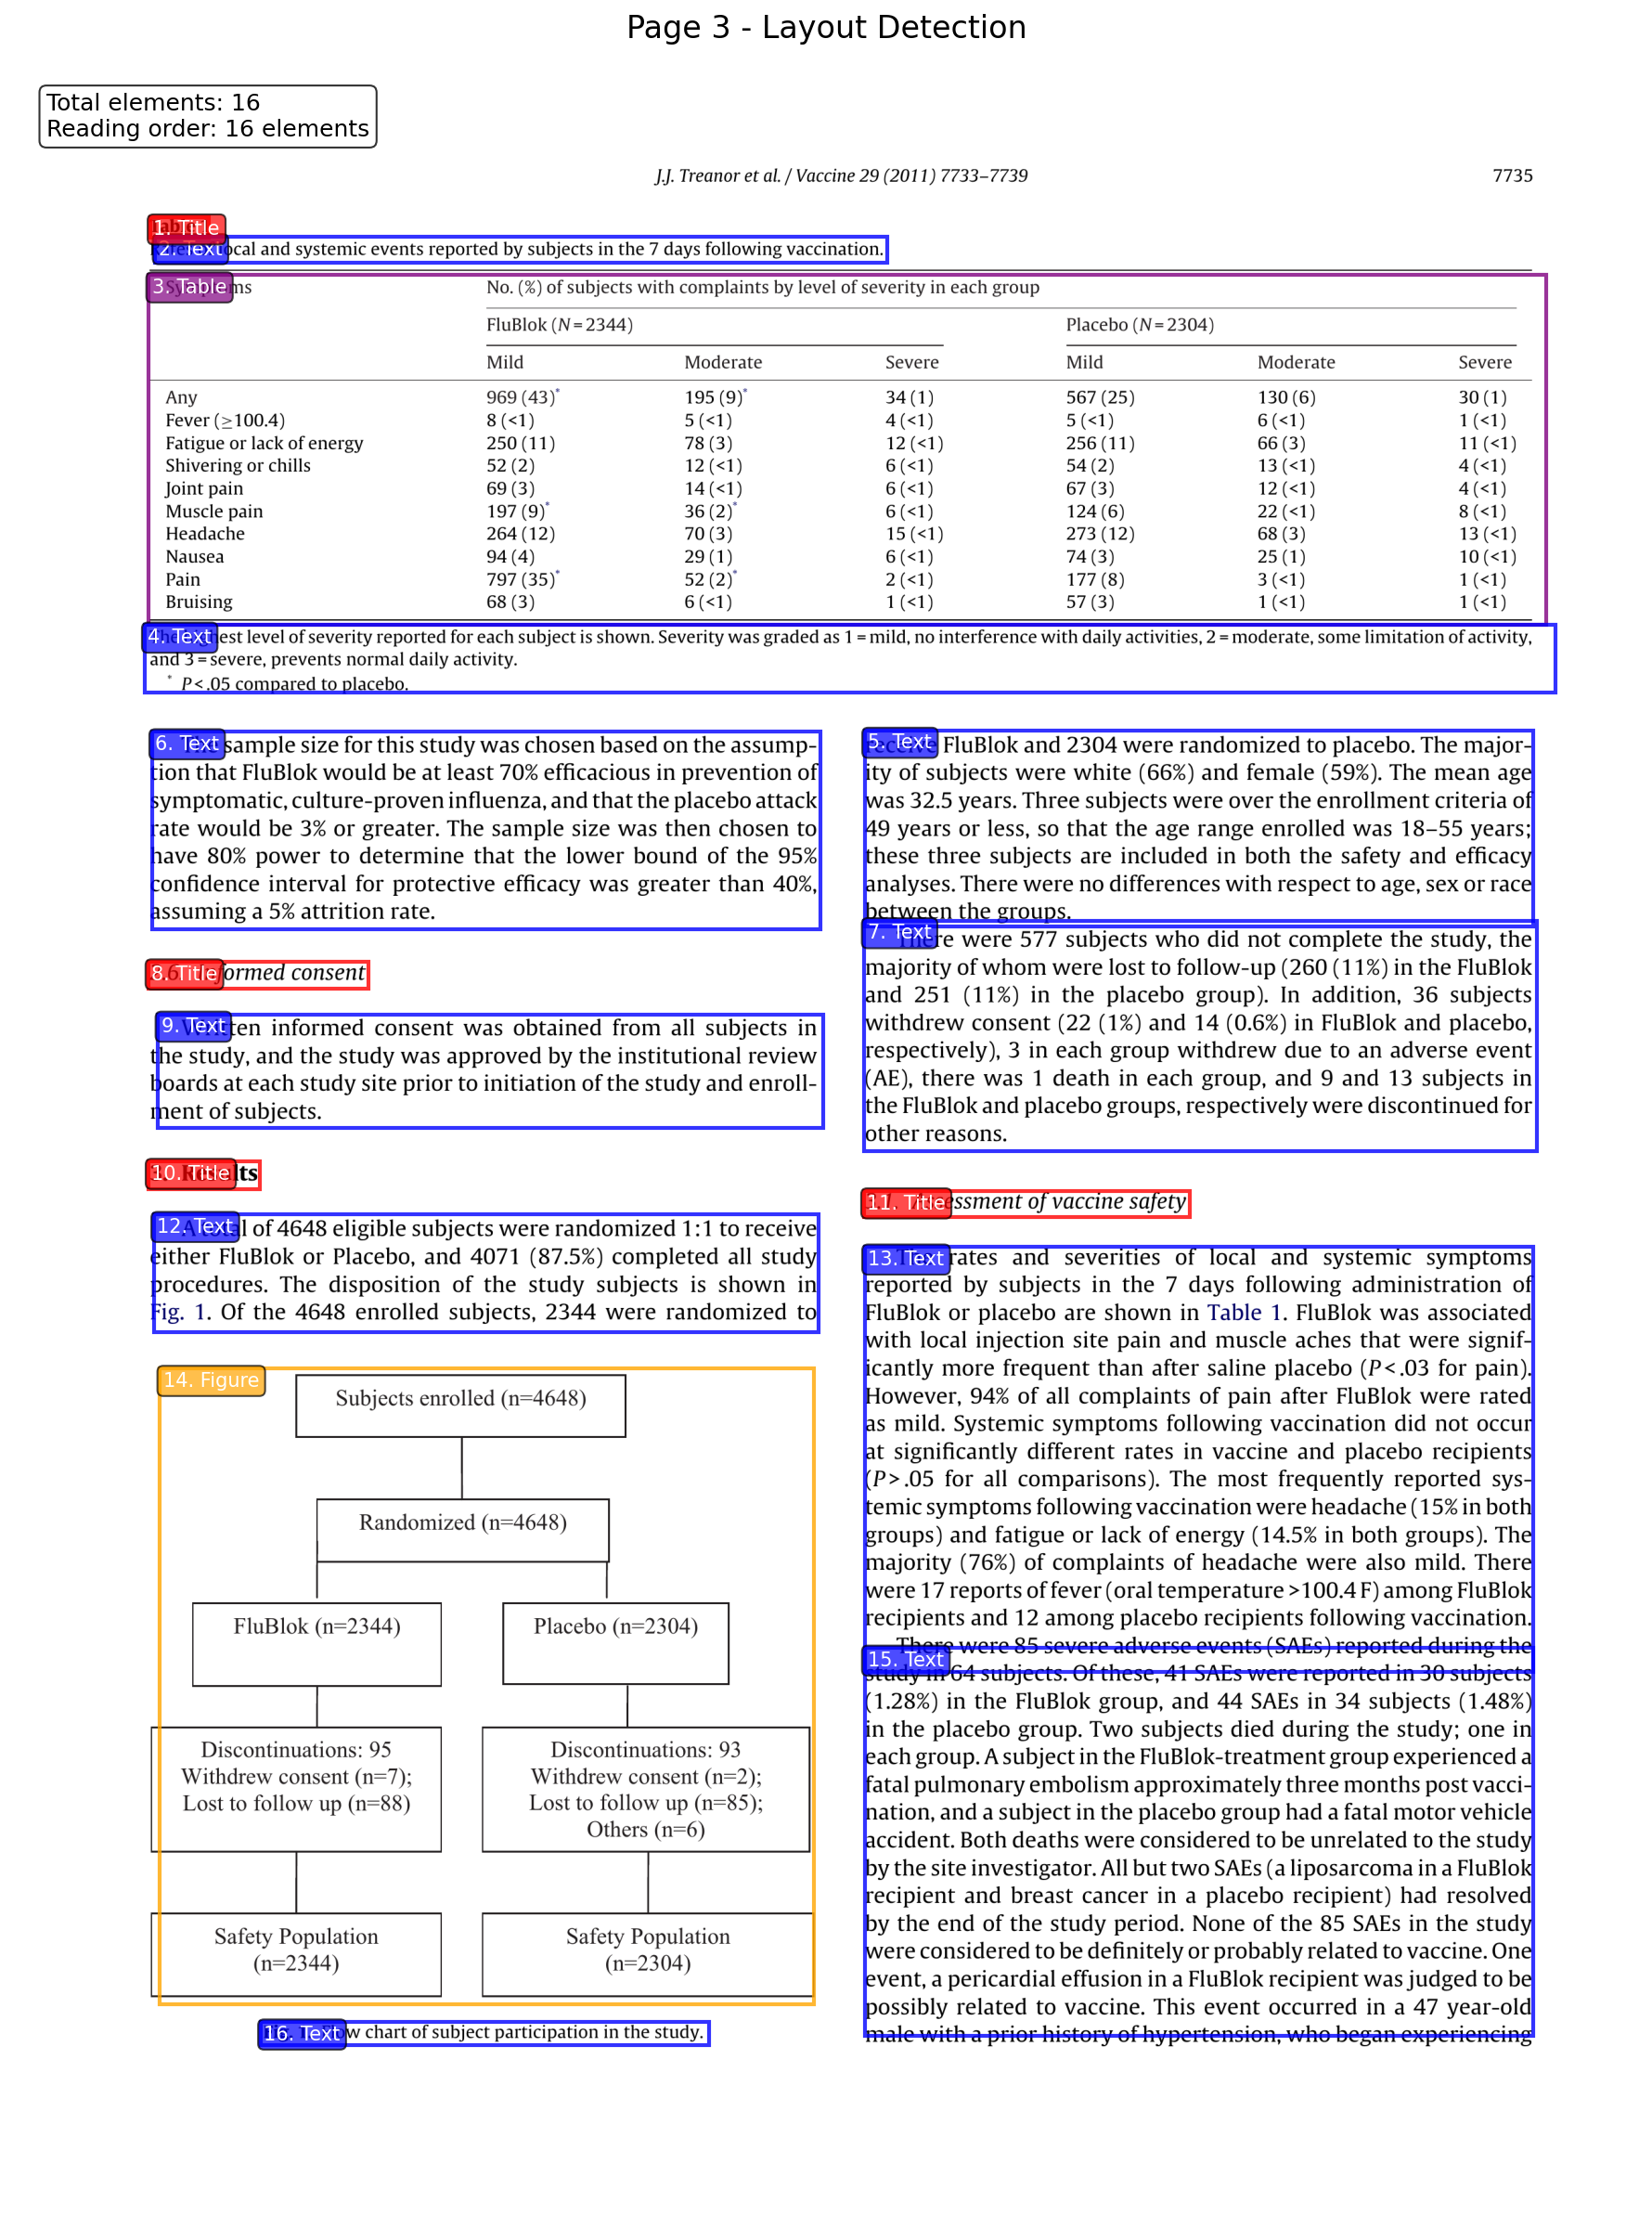 Page 3 - Layout Detection
Total elements: 16
Reading order: 16 elements
J.J. Treanor et al. / Vaccine 29 (2011) 7733–7739
7735
1. Title
2. Text
local and systemic events reported by subjects in the 7 days following vaccination.
3. Table
No. (%) of subjects with complaints by level of severity in each group
FluBlok (N = 2344) Placebo (N = 2304)
Mild Moderate Severe Mild Moderate Severe
Any 969 (43)* 195 (9)* 34 (1) 567 (25) 130 (6) 30 (1)
Fever (≥100.4) 8 (<1) 5 (<1) 4 (<1) 5 (<1) 6 (<1) 1 (<1)
Fatigue or lack of energy 250 (11) 78 (3) 12 (<1) 256 (11) 66 (3) 11 (<1)
Shivering or chills 52 (2) 12 (<1) 6 (<1) 54 (2) 13 (<1) 4 (<1)
Joint pain 69 (3) 14 (<1) 6 (<1) 67 (3) 12 (<1) 4 (<1)
Muscle pain 197 (9)* 36 (2)* 6 (<1) 124 (6) 22 (<1) 8 (<1)
Headache 264 (12) 70 (3) 15 (<1) 273 (12) 68 (3) 13 (<1)
Nausea 94 (4) 29 (1) 6 (<1) 74 (3) 25 (1) 10 (<1)
Pain 797 (35)* 52 (2)* 2 (<1) 177 (8) 3 (<1) 1 (<1)
Bruising 68 (3) 6 (<1) 1 (<1) 57 (3) 1 (<1) 1 (<1)
4. Text
level of severity reported for each subject is shown. Severity was graded as 1 = mild, no interference with daily activities, 2 = moderate, some limitation of activity,
and 3 = severe, prevents normal daily activity.
* P < .05 compared to placebo.
6. Text
sample size for this study was chosen based on the assump-
tion that FluBlok would be at least 70% efficacious in prevention of
symptomatic, culture-proven influenza, and that the placebo attack
rate would be 3% or greater. The sample size was then chosen to
have 80% power to determine that the lower bound of the 95%
confidence interval for protective efficacy was greater than 40%,
assuming a 5% attrition rate.
8. Title
informed consent
9. Text
Written informed consent was obtained from all subjects in
the study, and the study was approved by the institutional review
boards at each study site prior to initiation of the study and enroll-
ment of subjects.
10. Title
Results
12. Text
A total of 4648 eligible subjects were randomized 1:1 to receive
either FluBlok or Placebo, and 4071 (87.5%) completed all study
procedures. The disposition of the study subjects is shown in
Fig. 1. Of the 4648 enrolled subjects, 2344 were randomized to
14. Figure
Subjects enrolled (n=4648)
Randomized (n=4648)
FluBlok (n=2344)
Placebo (n=2304)
Discontinuations: 95
Withdrew consent (n=7);
Lost to follow up (n=88)
Discontinuations: 93
Withdrew consent (n=2);
Lost to follow up (n=85);
Others (n=6)
Safety Population
(n=2344)
Safety Population
(n=2304)
16. Text
Flow chart of subject participation in the study.
5. Text
receive FluBlok and 2304 were randomized to placebo. The major-
ity of subjects were white (66%) and female (59%). The mean age
was 32.5 years. Three subjects were over the enrollment criteria of
49 years or less, so that the age range enrolled was 18–55 years;
these three subjects are included in both the safety and efficacy
analyses. There were no differences with respect to age, sex or race
between the groups.
7. Text
There were 577 subjects who did not complete the study, the
majority of whom were lost to follow-up (260 (11%) in the FluBlok
and 251 (11%) in the placebo group). In addition, 36 subjects
withdrew consent (22 (1%) and 14 (0.6%) in FluBlok and placebo,
respectively), 3 in each group withdrew due to an adverse event
(AE), there was 1 death in each group, and 9 and 13 subjects in
the FluBlok and placebo groups, respectively were discontinued for
other reasons.
11. Title
Assessment of vaccine safety
13. Text
rates and severities of local and systemic symptoms
reported by subjects in the 7 days following administration of
FluBlok or placebo are shown in Table 1. FluBlok was associated
with local injection site pain and muscle aches that were signif-
icantly more frequent than after saline placebo (P < .03 for pain).
However, 94% of all complaints of pain after FluBlok were rated
as mild. Systemic symptoms following vaccination did not occur
at significantly different rates in vaccine and placebo recipients
(P > .05 for all comparisons). The most frequently reported sys-
temic symptoms following vaccination were headache (15% in both
groups) and fatigue or lack of energy (14.5% in both groups). The
majority (76%) of complaints of headache were also mild. There
were 17 reports of fever (oral temperature >100.4 F) among FluBlok
recipients and 12 among placebo recipients following vaccination.
There were 85 severe adverse events (SAEs) reported during the
15. Text
study in 64 subjects. Of these, 41 SAEs were reported in 30 subjects
(1.28%) in the FluBlok group, and 44 SAEs in 34 subjects (1.48%)
in the placebo group. Two subjects died during the study; one in
each group. A subject in the FluBlok-treatment group experienced a
fatal pulmonary embolism approximately three months post vacci-
nation, and a subject in the placebo group had a fatal motor vehicle
accident. Both deaths were considered to be unrelated to the study
by the site investigator. All but two SAEs (a liposarcoma in a FluBlok
recipient and breast cancer in a placebo recipient) had resolved
by the end of the study period. None of the 85 SAEs in the study
were considered to be definitely or probably related to vaccine. One
event, a pericardial effusion in a FluBlok recipient was judged to be
possibly related to vaccine. This event occurred in a 47 year-old
male with a prior history of hypertension, who began experiencing